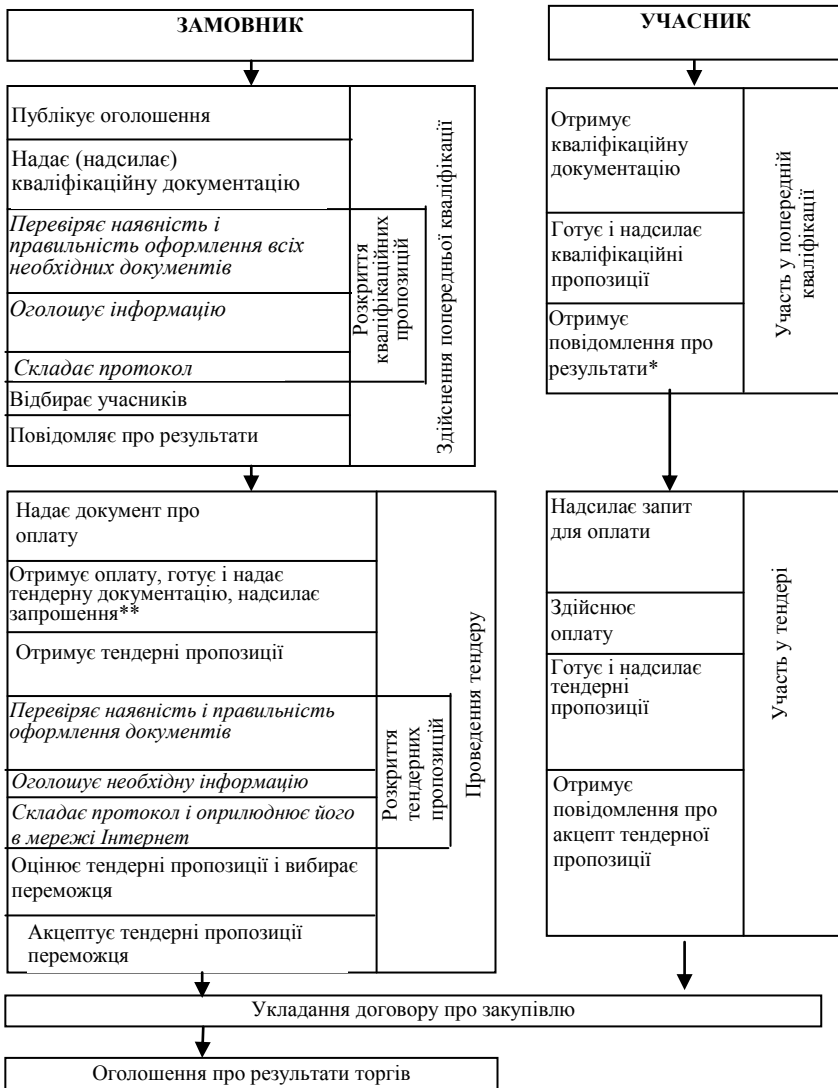 ЗАМОВНИК
Публікує оголошення
Надає (надсилає)
кваліфікаційну документацію
Перевіряє наявність і
правильність оформлення всіх
необхідних документів
Оголошує інформацію
Складає протокол
Відбирає учасників
Повідомляє про результати
Розкриття
кваліфікаційних
пропозицій
Здійснення попередньої кваліфікації
УЧАСНИК
Отримує
кваліфікаційну
документацію
Готує і надсилає
кваліфікаційні
пропозиції
Отримує
повідомлення про
результати*
Участь у попередній
кваліфікації
Надає документ про
оплату
Отримує оплату, готує і надає
тендерну документацію, надсилає
запрошення**
Отримує тендерні пропозиції
Перевіряє наявність і правильність
оформлення документів
Оголошує необхідну інформацію
Складає протокол і оприлюднює його
в мережі Інтернет
Оцінює тендерні пропозиції і вибирає
переможця
Акцептує тендерні пропозиції
переможця
Розкриття
тендерних
пропозицій
Проведення тендеру
Надсилає запит
для оплати
Здійснює
оплату
Готує і надсилає
тендерні
пропозиції
Отримує
повідомлення про
акцепт тендерної
пропозиції
Участь у тендері
Укладання договору про закупівлю
Оголошення про результати торгів